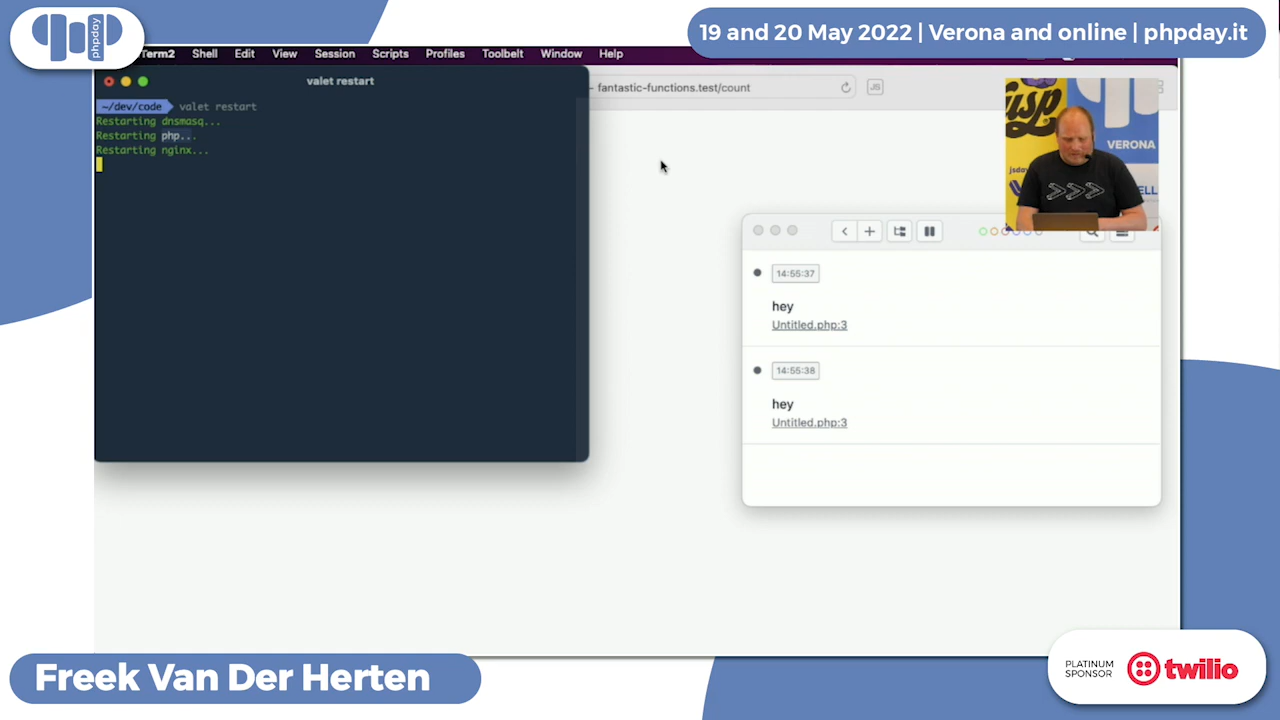 phpday
19 and 20 May 2022 | Verona and online | phpday.it
Term2 Shell Edit View Session Scripts Profiles Toolbelt Window Help
valet restart
fantastic-functions.test/count
JS
~/dev/code valet restart
Restarting dnsmasq...
Restarting php...
Restarting nginx...
VERONA
ELL
14:55:37
hey
Untitled.php:3
14:55:38
hey
Untitled.php:3
Freek Van Der Herten
PLATINUM
SPONSOR
twilio